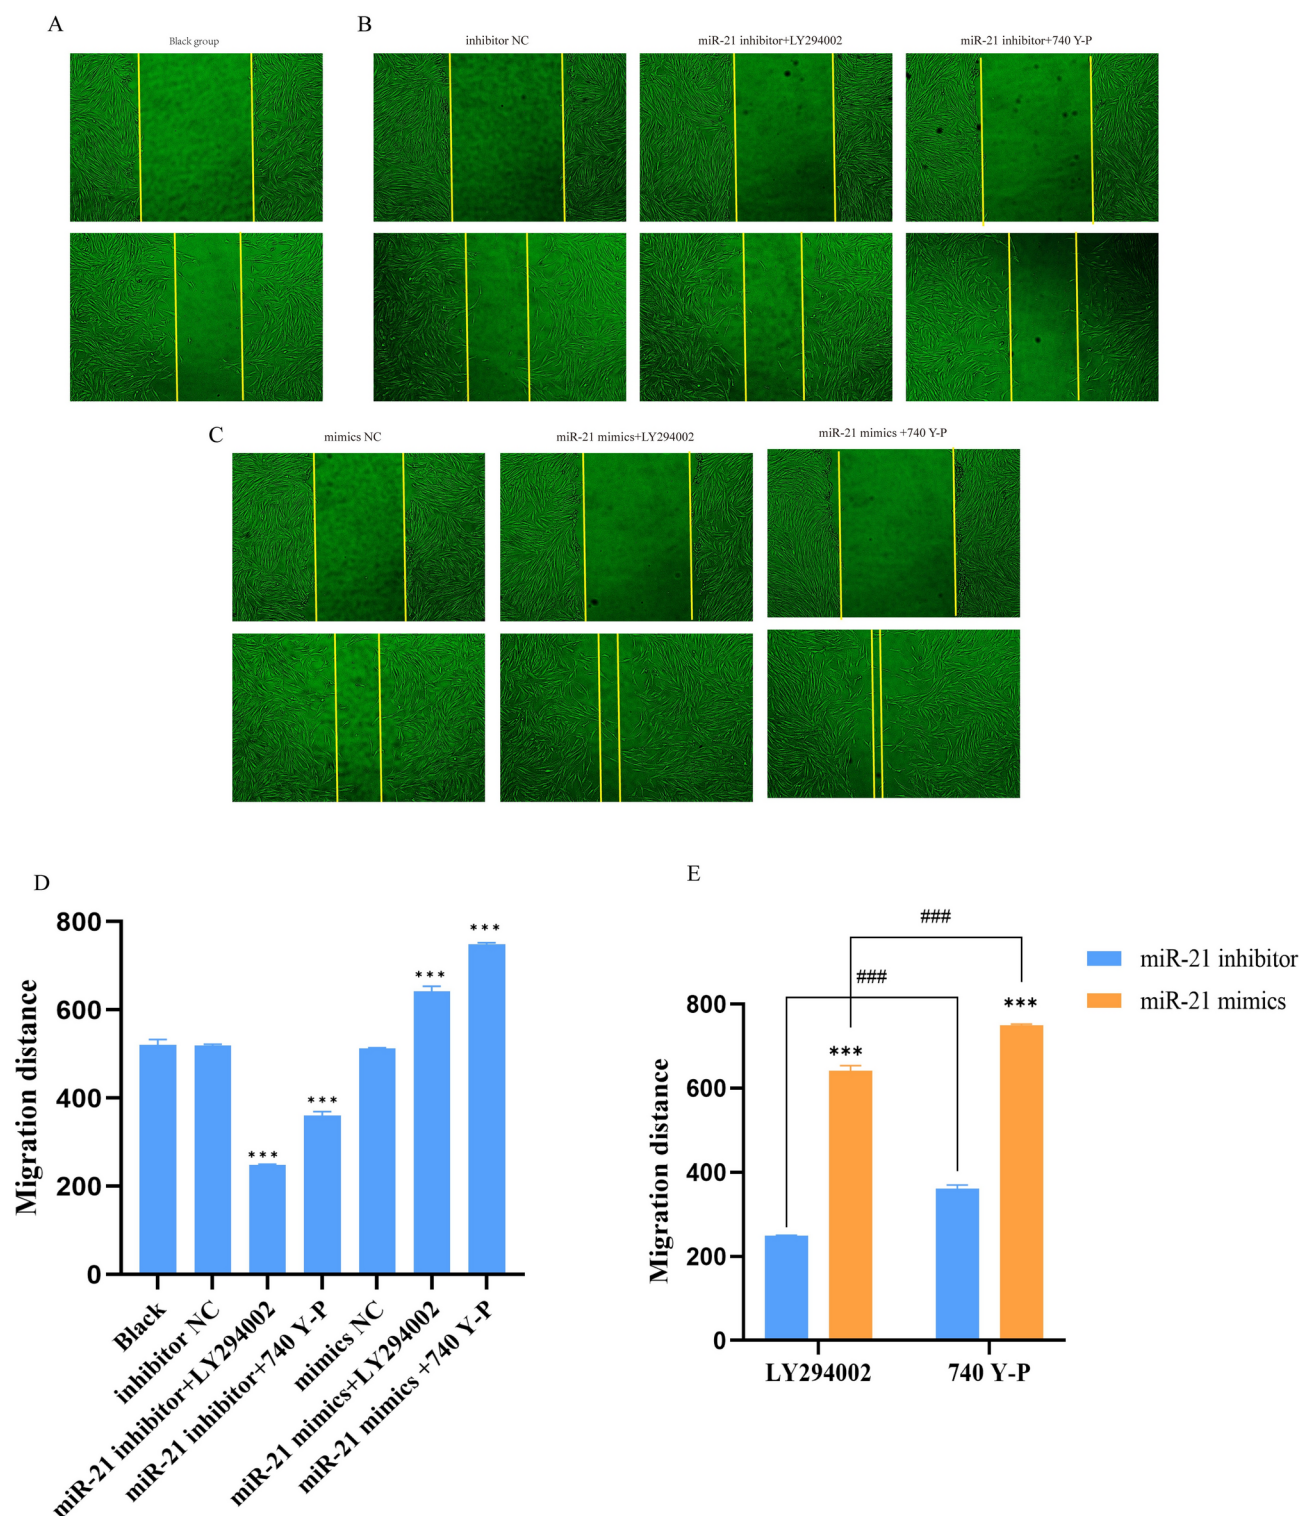 A
Black group
B
inhibitor NC
miR-21 inhibitor+LY294002
miR-21 inhibitor+740 Y-P
C
mimics NC
miR-21 mimics+LY294002
miR-21 mimics +740 Y-P
D
Migration distance
800
600
400
200
0
***
***
***
***
Black
inhibitor NC
miR-21 inhibitor+LY294002
miR-21 inhibitor+740 Y-P
mimics NC
miR-21 mimics+LY294002
miR-21 mimics +740 Y-P
E
###
###
miR-21 inhibitor
miR-21 mimics
Migration distance
800
600
400
200
0
***
***
LY294002
740 Y-P